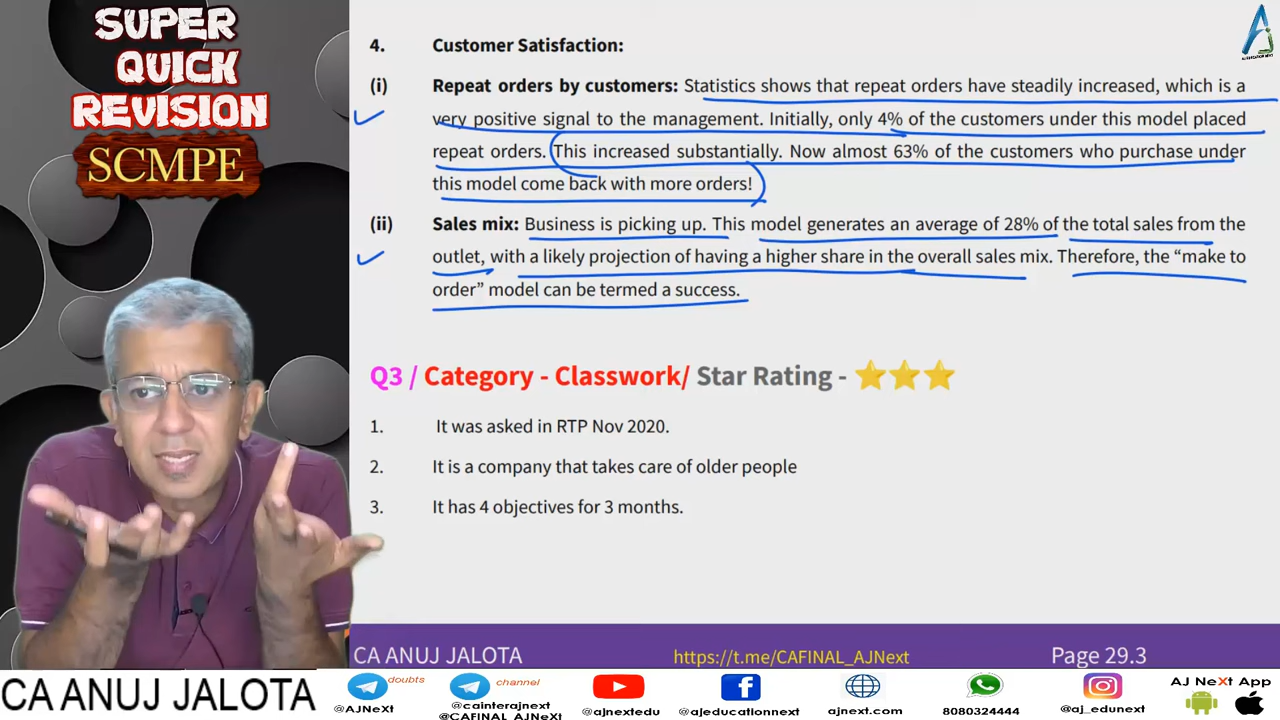 SUPER
QUICK
REVISION
SCMPE
AJ
4. Customer Satisfaction:
(i) Repeat orders by customers: Statistics shows that repeat orders have steadily increased, which is a
very positive signal to the management. Initially, only 4% of the customers under this model placed
repeat orders. This increased substantially. Now almost 63% of the customers who purchase under
this model come back with more orders!
(ii) Sales mix: Business is picking up. This model generates an average of 28% of the total sales from the
outlet, with a likely projection of having a higher share in the overall sales mix. Therefore, the “make to
order” model can be termed a success.
Q3 / Category - Classwork/ Star Rating - ⭐⭐⭐
1. It was asked in RTP Nov 2020.
2. It is a company that takes care of older people
3. It has 4 objectives for 3 months.
CA ANUJ JALOTA https://t.me/CAFINAL_AJNext Page 29.3
CA ANUJ JALOTA
doubts
@AJNeXt
channel
@cainterajnext
@CAFINAL_AJNeXt
@ajnextedu
@ajeducationnext
ajnext.com
8080324444
@aj_edunext
AJ NeXt App